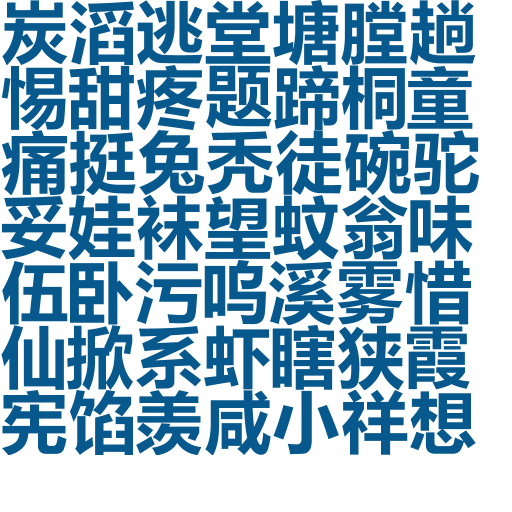 炭滔逃堂塘膛趟
惕甜疼题蹄桐童
痛挺兔秃徒碗驼
妥娃袜望蚊翁味
伍卧污呜溪雾惜
仙掀系虾瞎狭霞
宪馅羡咸小祥想